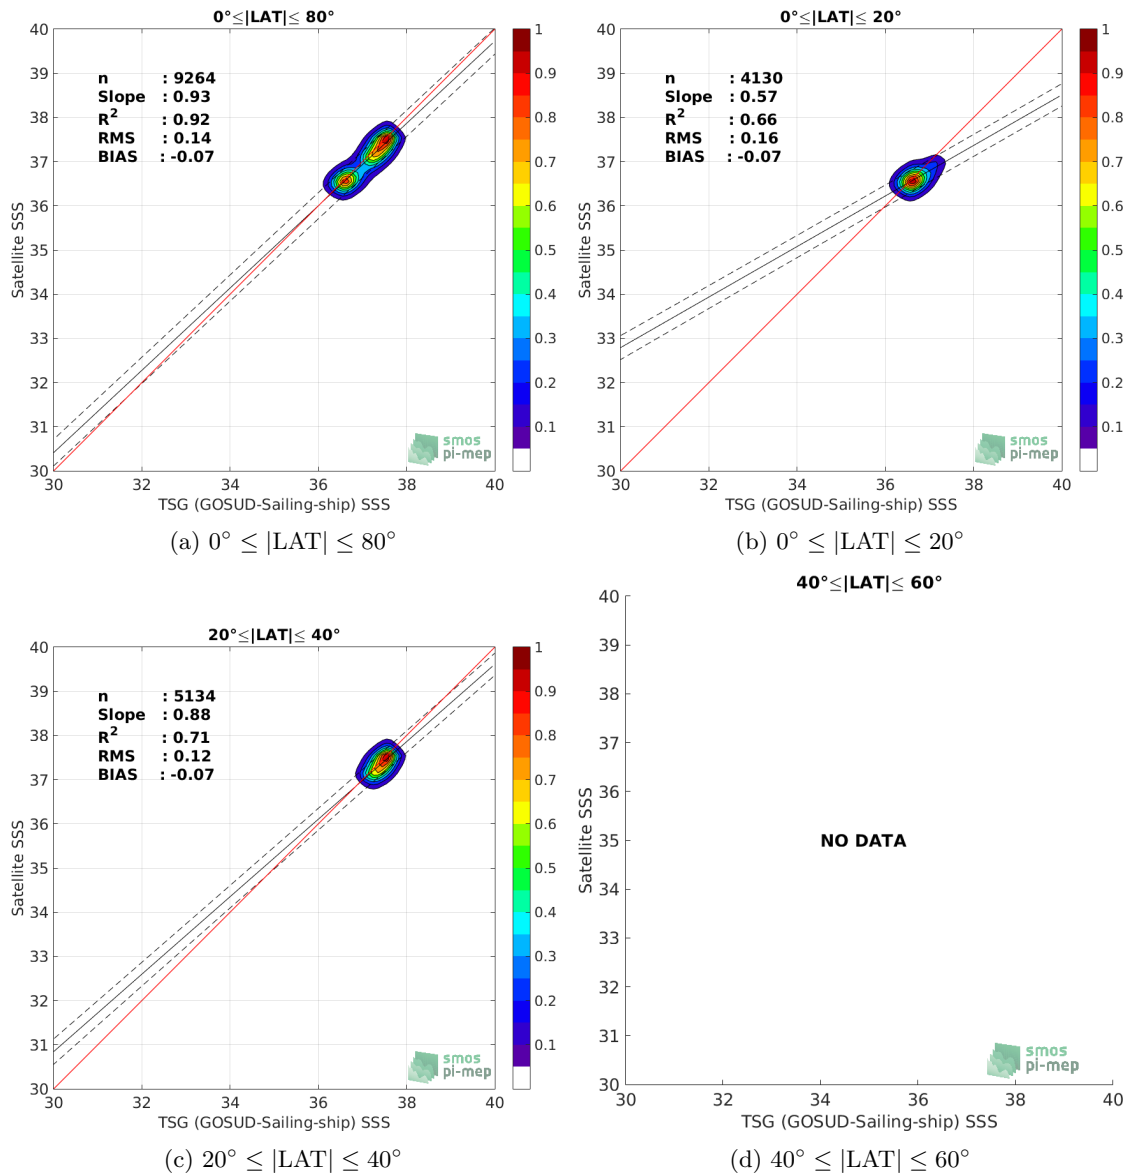 0°≤|LAT|≤ 80°
40
39
38
37
36
35
34
33
32
31
30
Satellite SSS
n : 9264
Slope : 0.93
R² : 0.92
RMS : 0.14
BIAS : -0.07
smos
pi-mep
30 32 34 36 38 40
TSG (GOSUD-Sailing-ship) SSS
1
0.9
0.8
0.7
0.6
0.5
0.4
0.3
0.2
0.1
(a) 0° ≤ |LAT| ≤ 80°
0°≤|LAT|≤ 20°
40
39
38
37
36
35
34
33
32
31
30
Satellite SSS
n : 4130
Slope : 0.57
R² : 0.66
RMS : 0.16
BIAS : -0.07
smos
pi-mep
30 32 34 36 38 40
TSG (GOSUD-Sailing-ship) SSS
1
0.9
0.8
0.7
0.6
0.5
0.4
0.3
0.2
0.1
(b) 0° ≤ |LAT| ≤ 20°
20°≤|LAT|≤ 40°
40
39
38
37
36
35
34
33
32
31
30
Satellite SSS
n : 5134
Slope : 0.88
R² : 0.71
RMS : 0.12
BIAS : -0.07
smos
pi-mep
30 32 34 36 38 40
TSG (GOSUD-Sailing-ship) SSS
1
0.9
0.8
0.7
0.6
0.5
0.4
0.3
0.2
0.1
(c) 20° ≤ |LAT| ≤ 40°
40°≤|LAT|≤ 60°
40
39
38
37
36
35
34
33
32
31
30
Satellite SSS
NO DATA
smos
pi-mep
30 32 34 36 38 40
TSG (GOSUD-Sailing-ship) SSS
(d) 40° ≤ |LAT| ≤ 60°